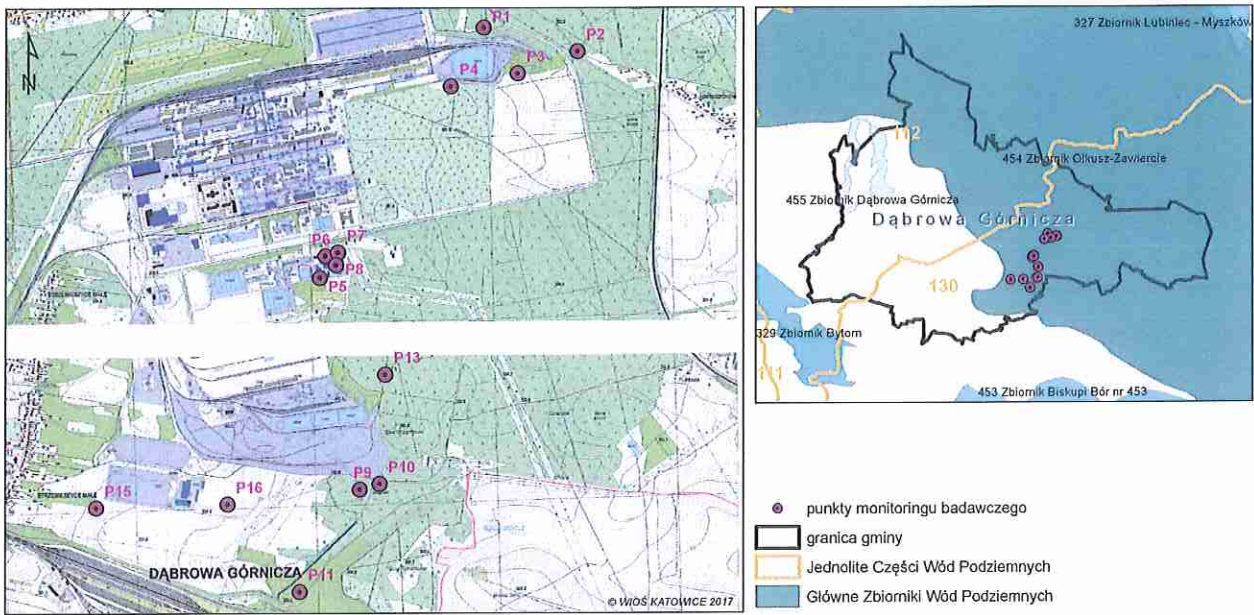 P1
P2
P3
P4
P7
P6
P8
P5
P13
P10
P9
P16
P15
P11
DĄBROWA GÓRNICZA
© WIOŚ KATOWICE 2017
327 Zbiornik Lubliniec - Myszków
112
454 Zbiornik Olkusz-Zawiercie
455 Zbiornik Dąbrowa Górnicza
Dąbrowa Górnicza
130
329 Zbiornik Bytom
111
453 Zbiornik Biskupi Bór nr 453
punkty monitoringu badawczego
granica gminy
Jednolite Części Wód Podziemnych
Główne Zbiorniki Wód Podziemnych